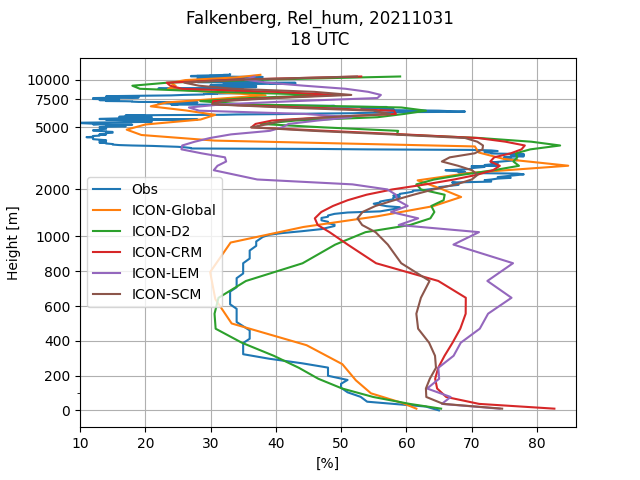 Falkenberg, Rel_hum, 20211031
18 UTC
10000
7500
5000
2000
1000
800
600
400
200
0
Height [m]
Obs
ICON-Global
ICON-D2
ICON-CRM
ICON-LEM
ICON-SCM
10 20 30 40 50 60 70 80
[%]